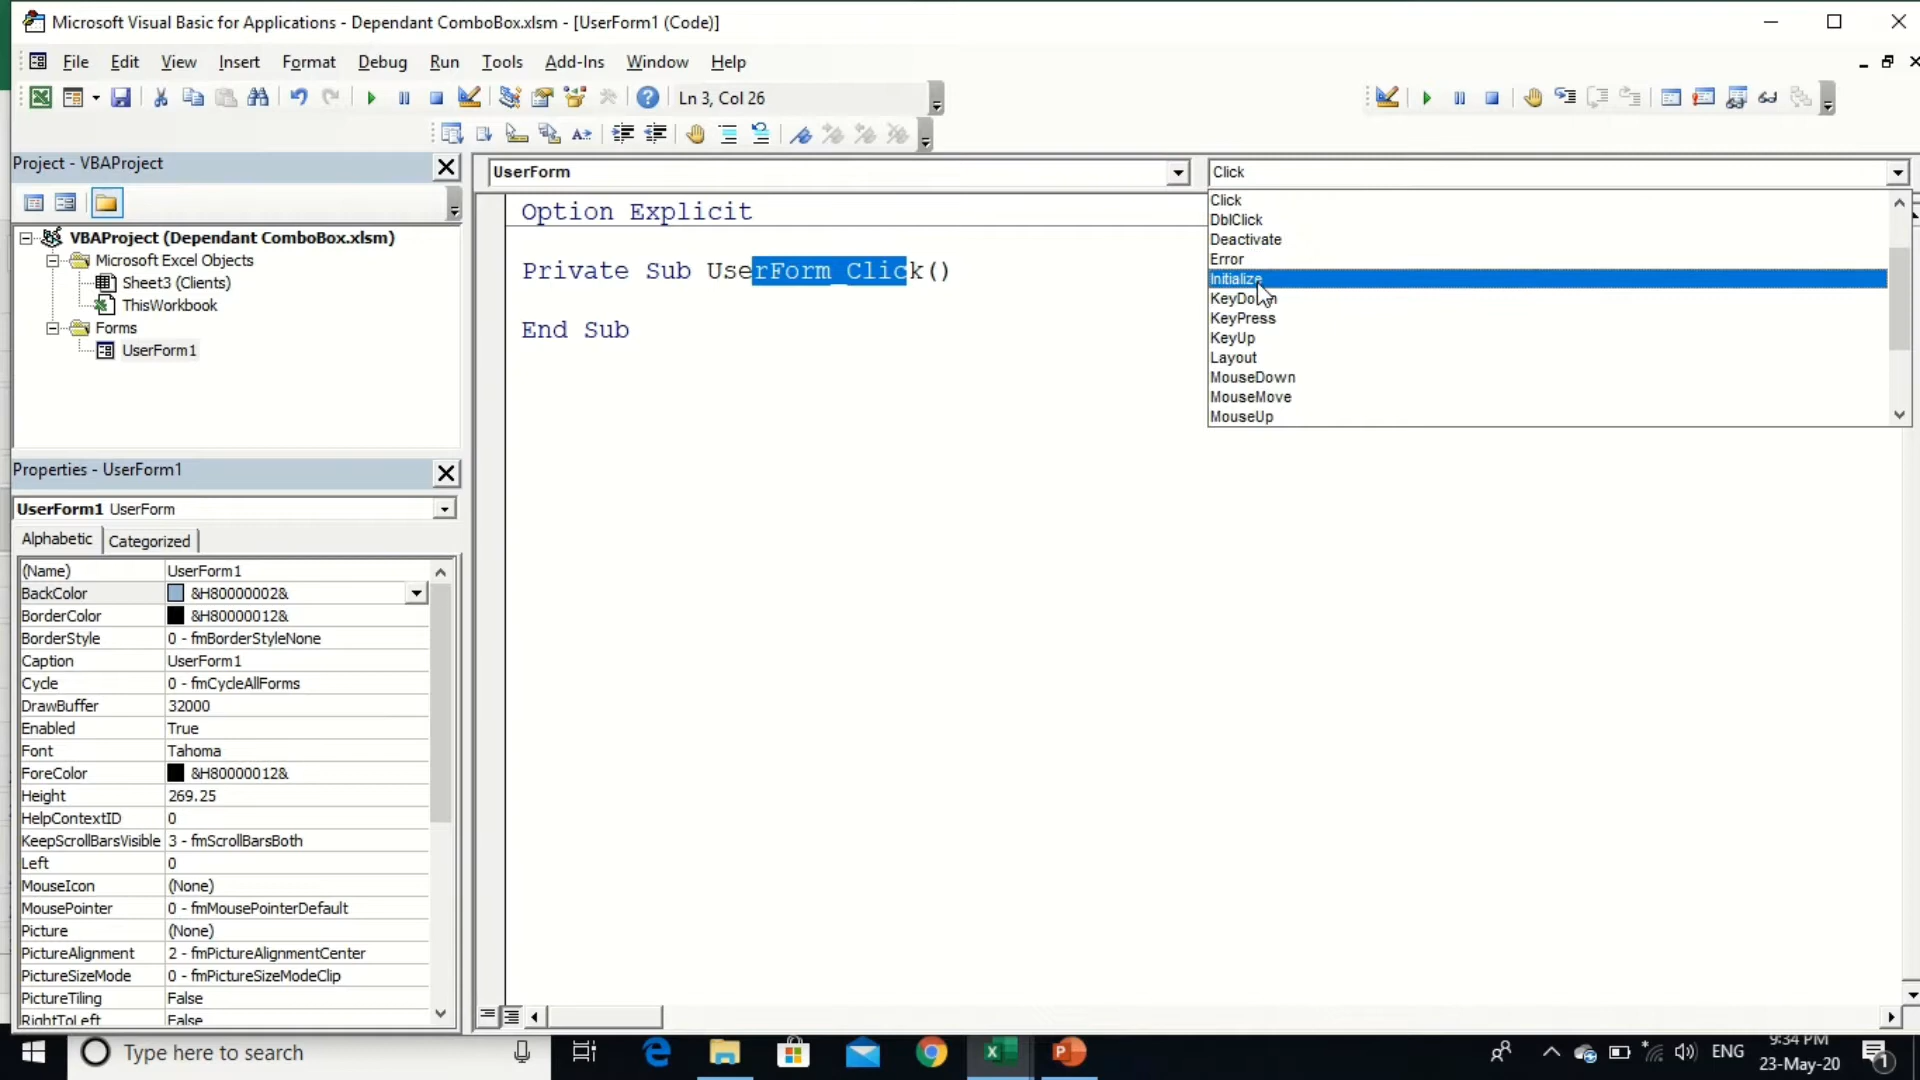 Microsoft Visual Basic for Applications - Dependant ComboBox.xlsm - [UserForm1 (Code)]
File Edit View Insert Format Debug Run Tools Add-Ins Window Help
Ln 3, Col 26
Project - VBAProject
VBAProject (Dependant ComboBox.xlsm)
Microsoft Excel Objects
Sheet3 (Clients)
ThisWorkbook
Forms
UserForm1
Properties - UserForm1
UserForm1 UserForm
Alphabetic Categorized
(Name) UserForm1
BackColor &H80000002&
BorderColor &H80000012&
BorderStyle 0 - fmBorderStyleNone
Caption UserForm1
Cycle 0 - fmCycleAllForms
DrawBuffer 32000
Enabled True
Font Tahoma
ForeColor &H80000012&
Height 269.25
HelpContextID 0
KeepScrollBarsVisible 3 - fmScrollBarsBoth
Left 0
MouseIcon (None)
MousePointer 0 - fmMousePointerDefault
Picture (None)
PictureAlignment 2 - fmPictureAlignmentCenter
PictureSizeMode 0 - fmPictureSizeModeClip
PictureTiling False
RightToLeft False
UserForm
Click
Option Explicit
Private Sub UserForm_Click()
End Sub
Click
DblClick
Deactivate
Error
Initialize
KeyDown
KeyPress
KeyUp
Layout
MouseDown
MouseMove
MouseUp
Type here to search
ENG
9:34 PM
23-May-20
1